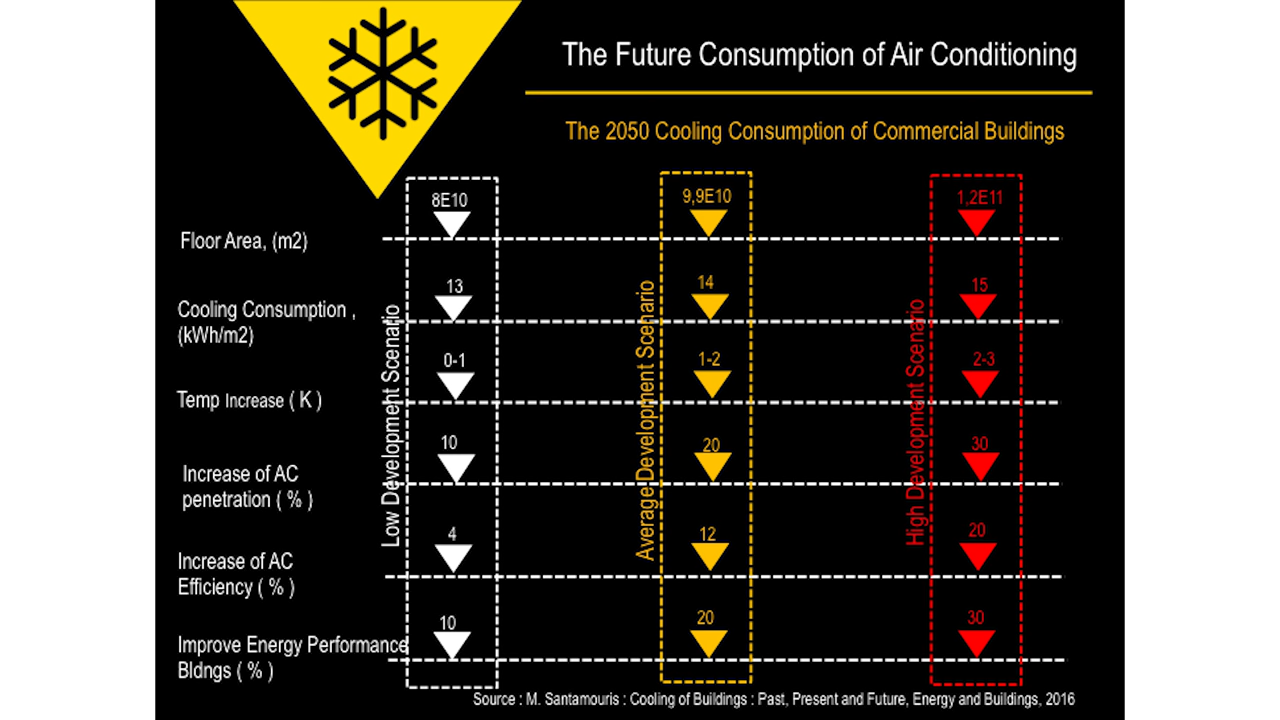 The Future Consumption of Air Conditioning
The 2050 Cooling Consumption of Commercial Buildings
8E10
9,9E10
1,2E11
Floor Area, (m2)
13
14
15
Cooling Consumption ,
(kWh/m2)
0-1
1-2
2-3
Temp Increase ( K )
10
20
30
Increase of AC
penetration ( % )
4
12
20
Increase of AC
Efficiency ( % )
10
20
30
Improve Energy Performance
Bldngs ( % )
Low Development Scenario
Average Development Scenario
High Development Scenario
Source : M. Santamouris : Cooling of Buildings : Past, Present and Future, Energy and Buildings, 2016